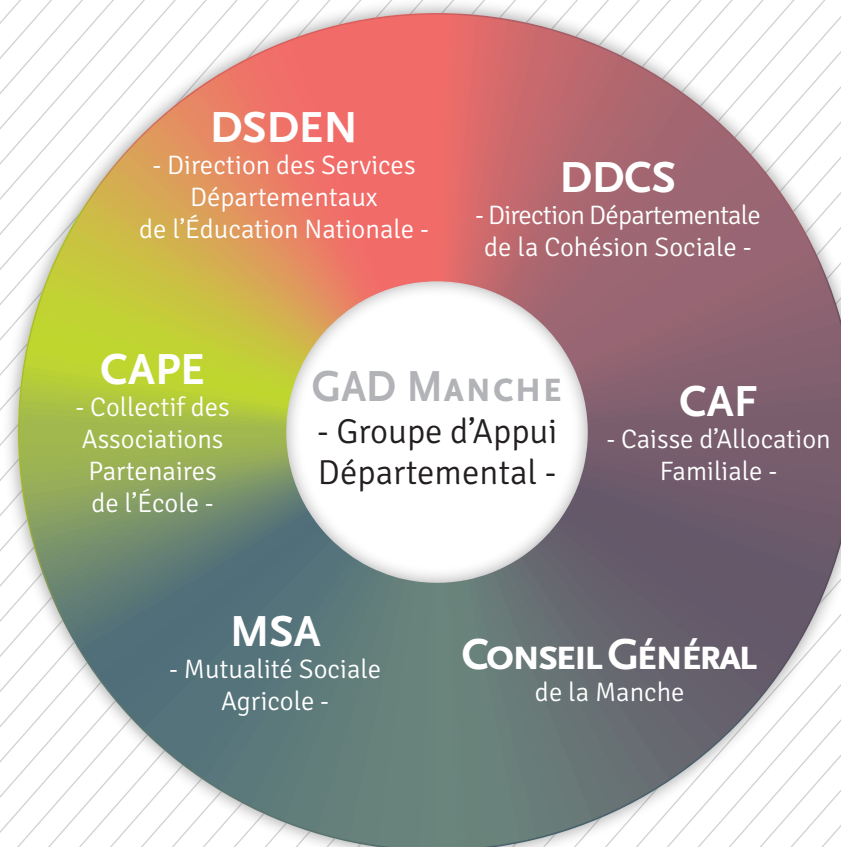 DSDEN
- Direction des Services
Départementaux
de l'Éducation Nationale -
DDCS
- Direction Départementale
de la Cohésion Sociale -
CAPE
- Collectif des
Associations
Partenaires
de l'École -
GAD MANCHE
- Groupe d'Appui
Départemental -
CAF
- Caisse d'Allocation
Familiale -
MSA
- Mutualité Sociale
Agricole -
CONSEIL GÉNÉRAL
de la Manche